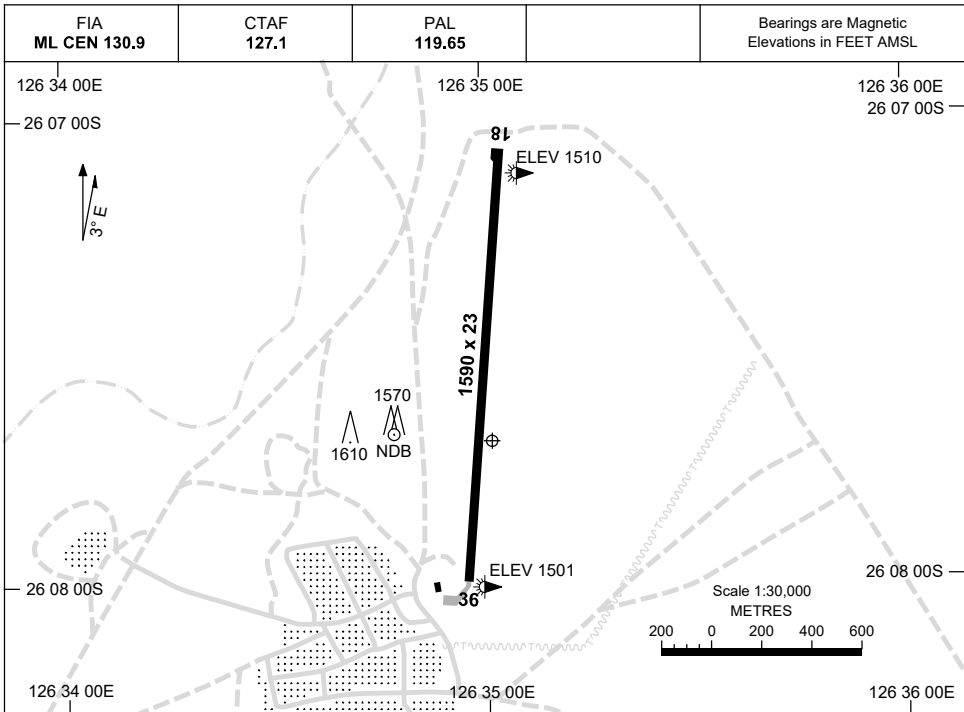 FIA
ML CEN 130.9
CTAF
127.1
PAL
119.65
Bearings are Magnetic
Elevations in FEET AMSL
126 34 00E
126 35 00E
126 36 00E
26 07 00S
26 07 00S
18
ELEV 1510
3° E
1590 x 23
1570
1610
NDB
ELEV 1501
36
26 08 00S
26 08 00S
Scale 1:30,000
METRES
200 0 200 400 600
126 34 00E
126 35 00E
126 36 00E